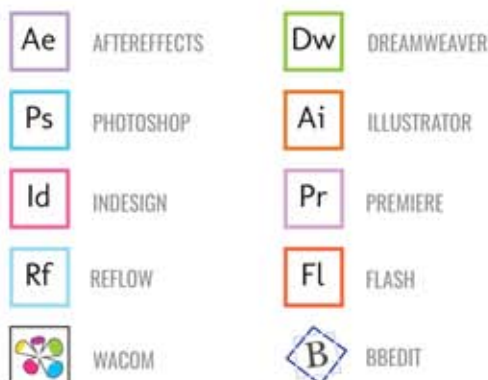 Ae AFTEREFFECTS
Dw DREAMWEAVER
Ps PHOTOSHOP
Ai ILLUSTRATOR
Id INDESIGN
Pr PREMIERE
Rf REFLOW
Fl FLASH
WACOM
B BBEDIT